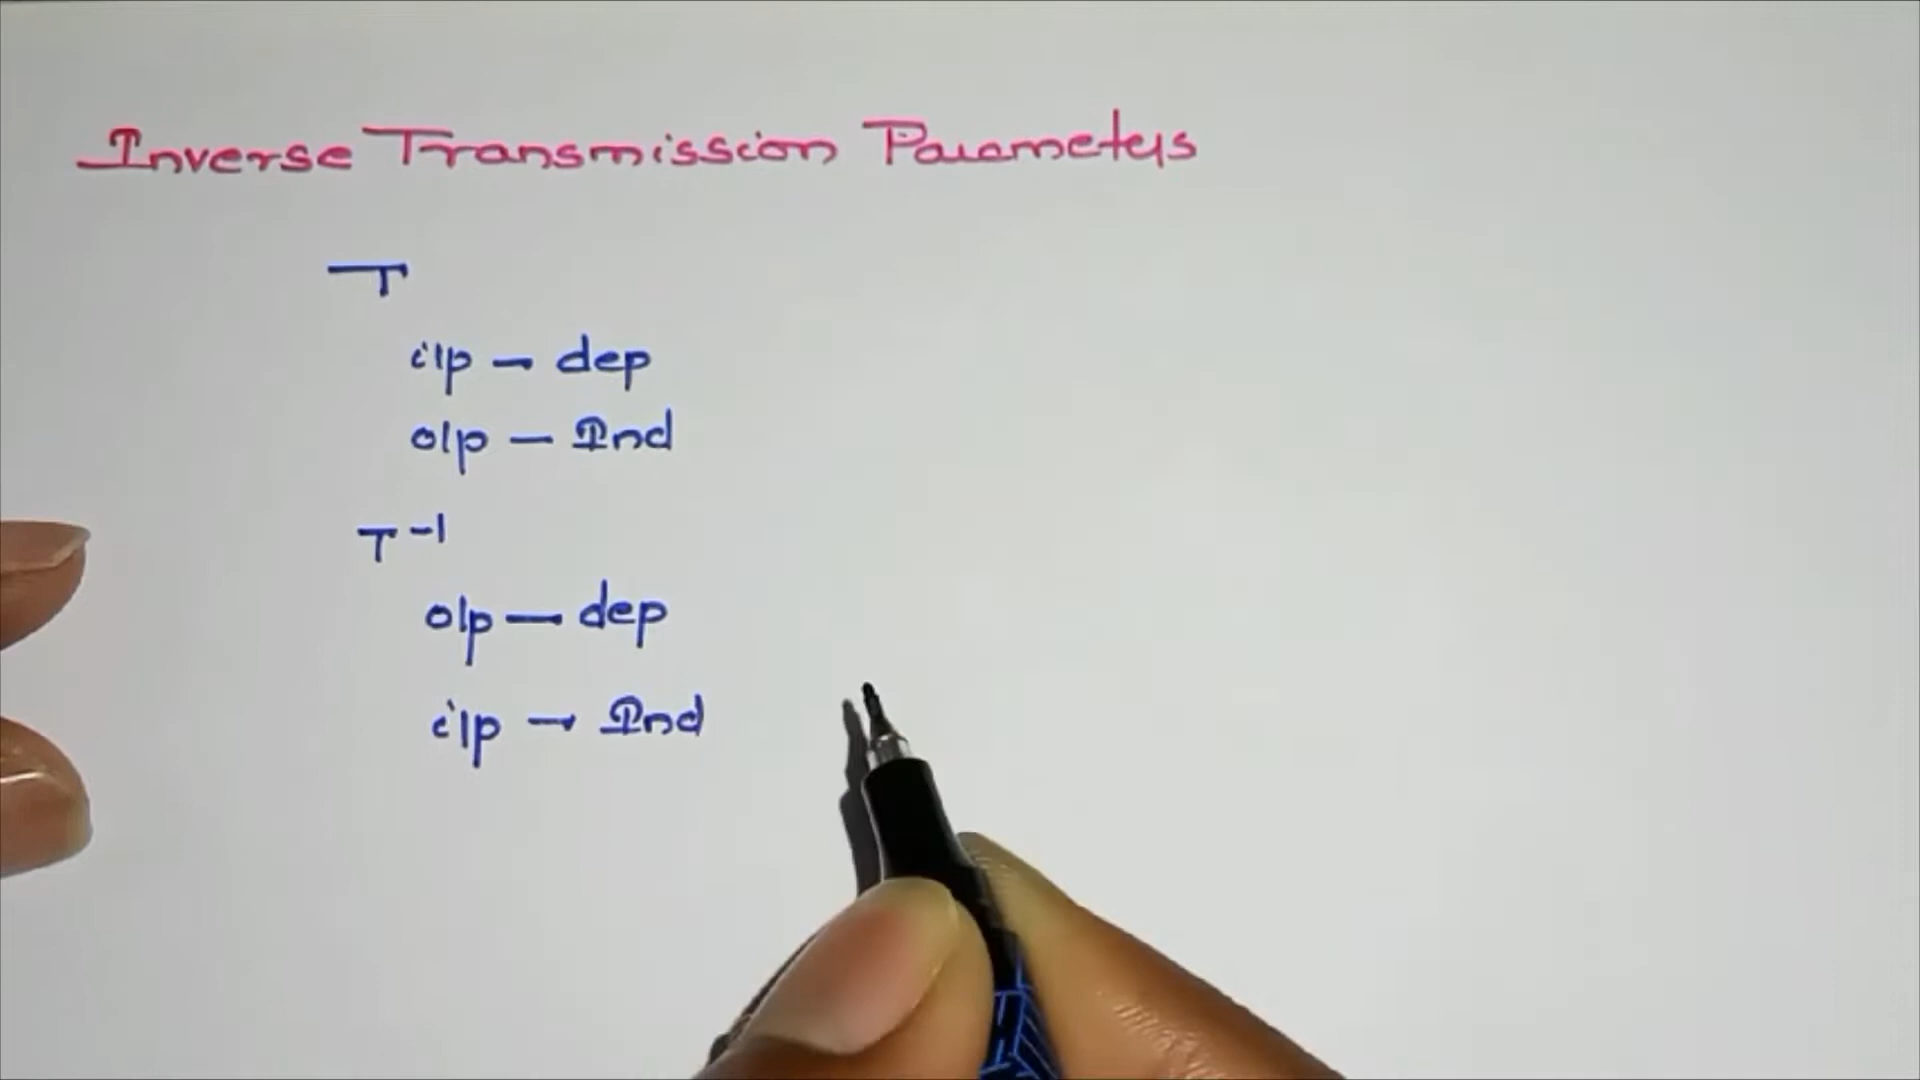 Inverse Transmission Parameters
T
i/p - dep
o/p - Ind
T -1
o/p - dep
i/p - Ind